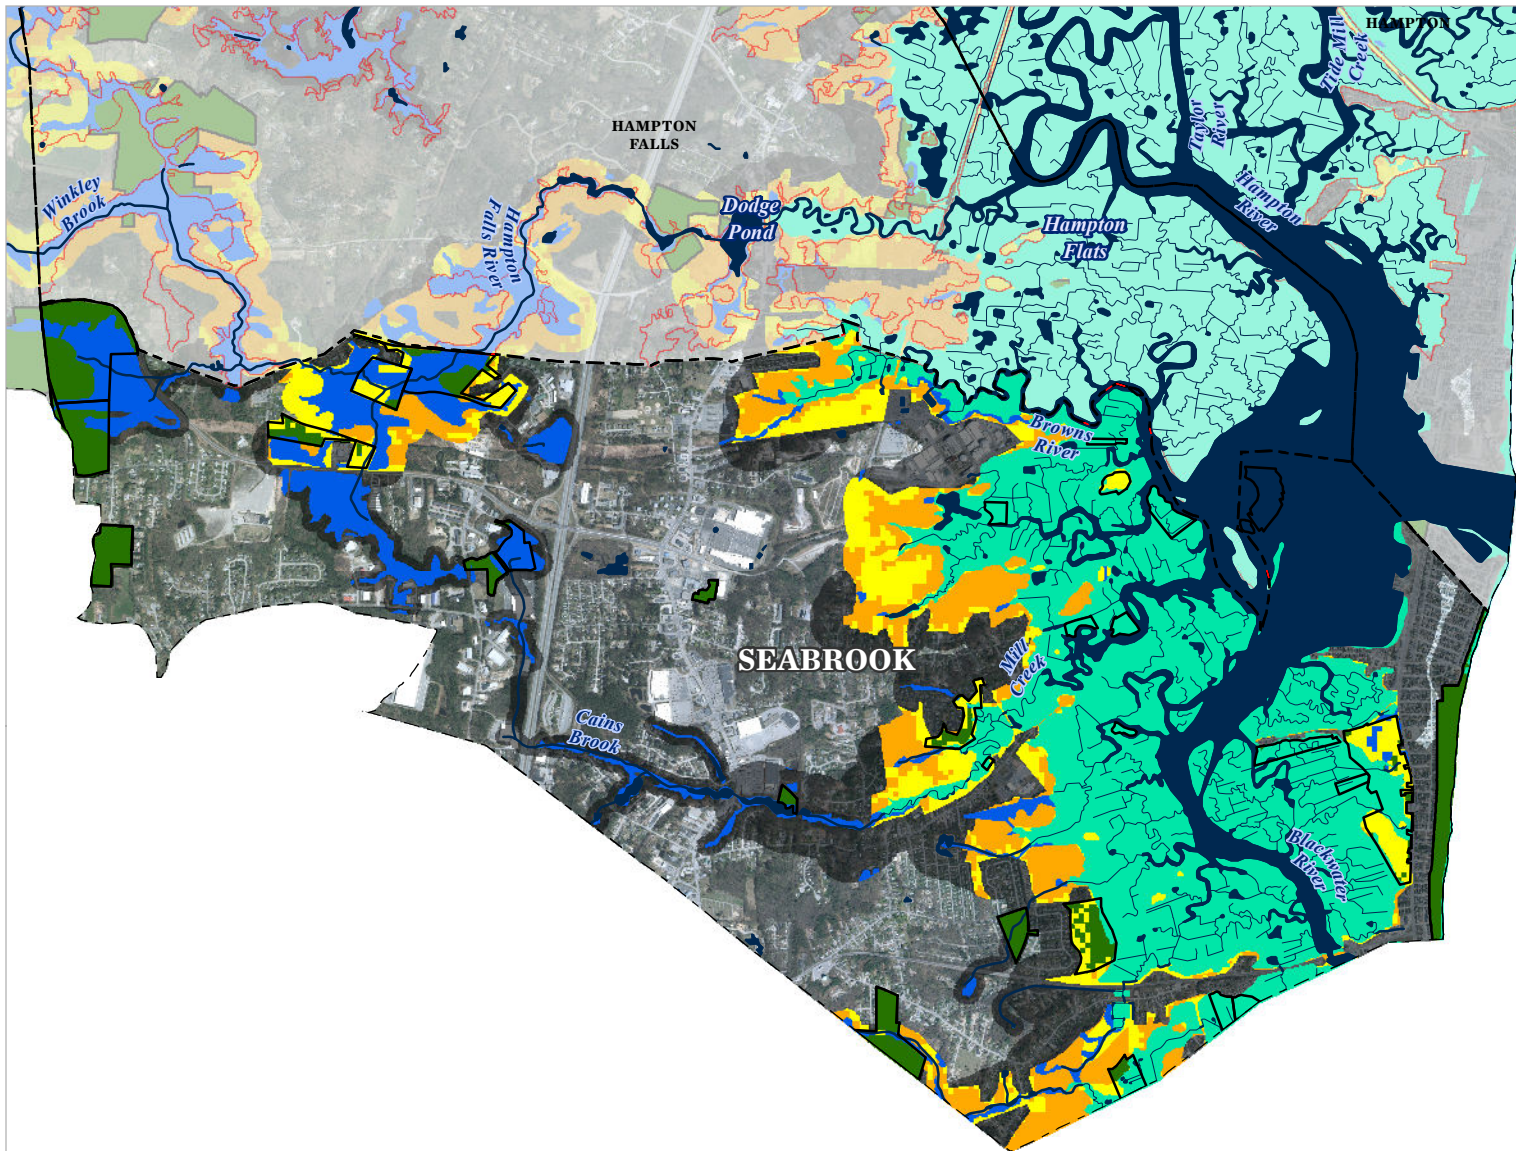 HAMPTON
Tide Mill
Creek
Taylor
River
HAMPTON
FALLS
Winkley
Brook
Hampton
Falls River
Dodge
Pond
Hampton
River
Hampton
Flats
Browns
River
SEABROOK
Mill
Creek
Cains
Brook
Blackwater
River